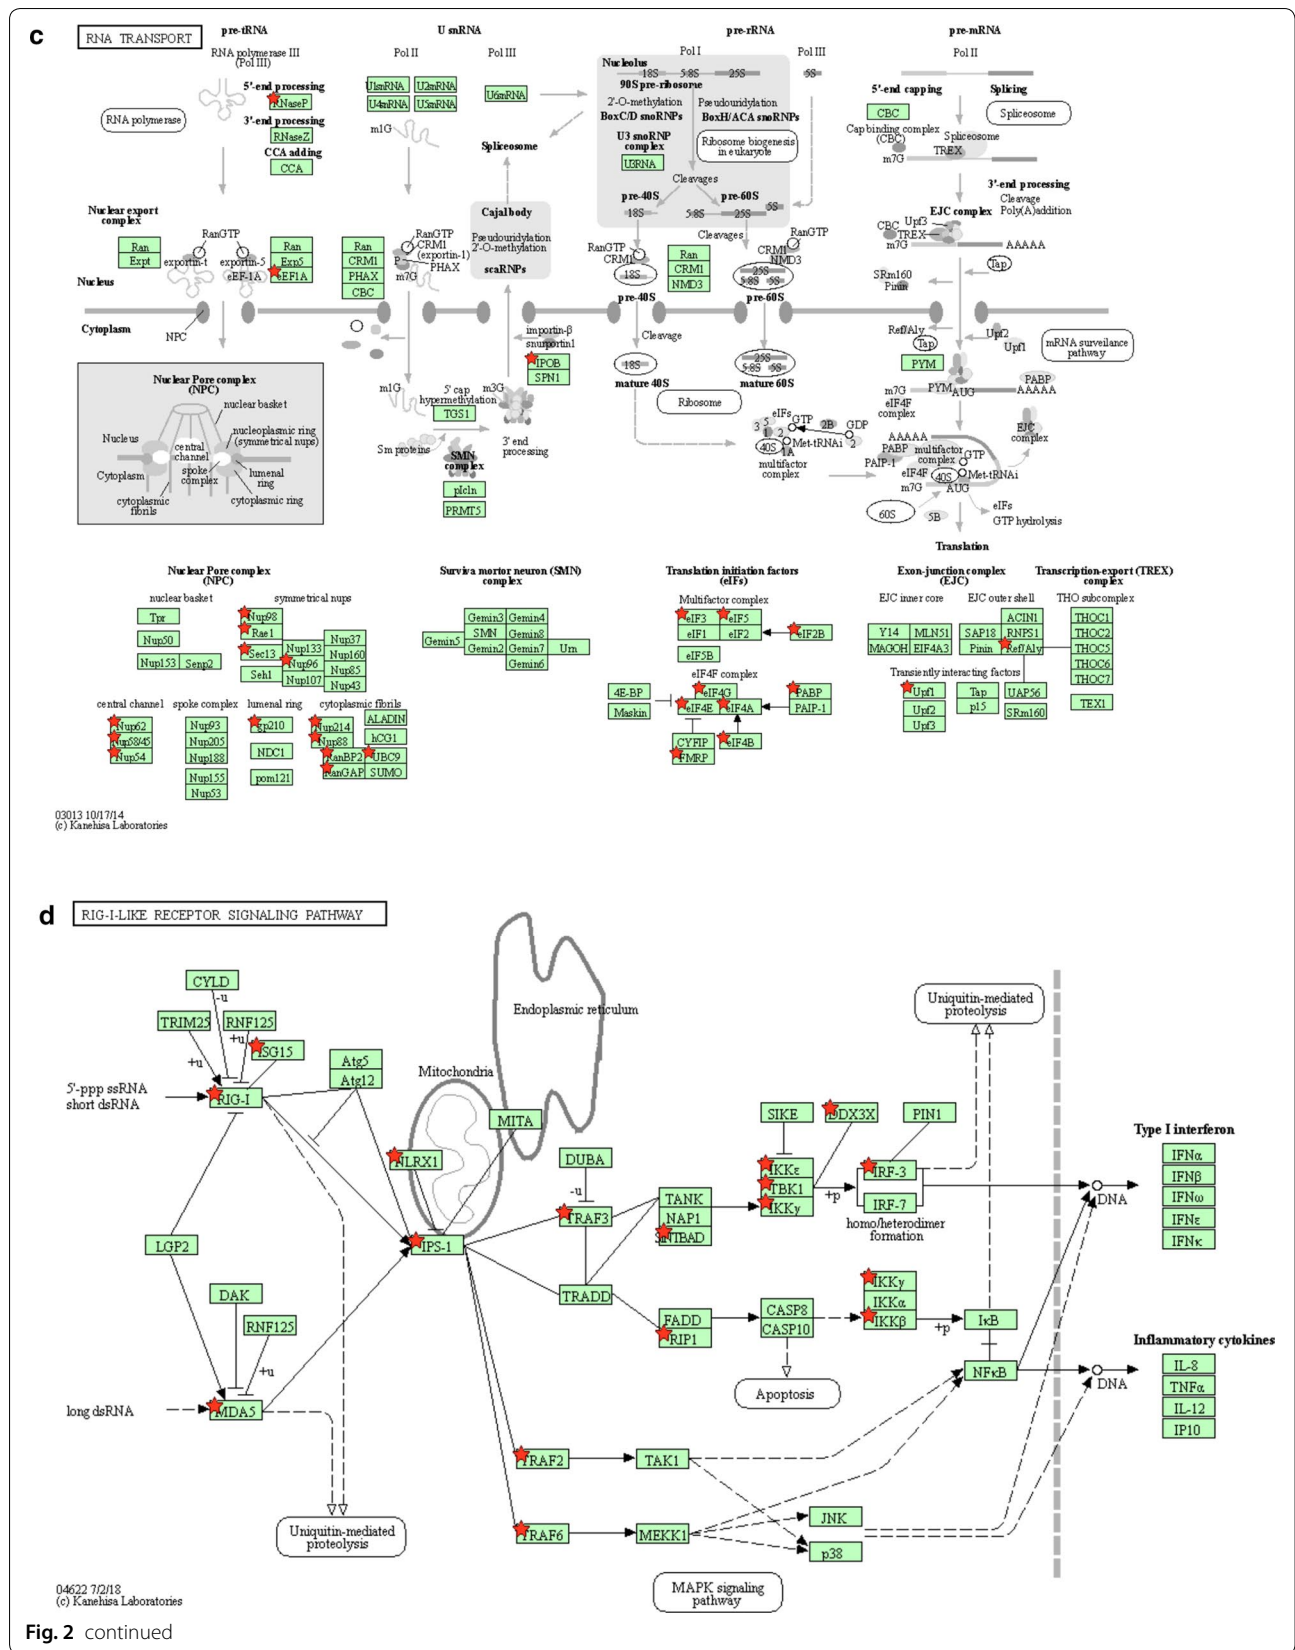 c
RNA TRANSPORT
pre-tRNA
U snRNA
pre-rRNA
pre-mRNA
RNA polymerase III
(Pol III)
Pol II
Pol III
Pol I
Pol III
Pol II
Nucleolus
18S
5.8S
25S
5S
90S pre-ribosome
5'-end processing
RNaseP
RNA polymerase
3'-end processing
RNaseZ
CCA adding
CCA
U1snRNA
U2snRNA
U4snRNA
U5snRNA
U6snRNA
m1G
Spliceosome
2'-O-methylation
BoxC/D snoRNPs
Pseudouridylation
BoxH/ACA snoRNPs
U3 snoRNP
complex
U3RNA
Ribosome biogenesis
in eukaryote
Cleavages
pre-40S
pre-60S
18S
5.8S
25S
5S
5'-end capping
Splicing
CBC
Spliceosome
Cap binding complex
(CBC)
Spliceosome
TREX
m7G
3'-end processing
Cleavage
Poly(A)addition
Nuclear export
complex
Ran
Expt
RanGTP
exportin-t
exportin-5
eEF-1A
Ran
Exp5
eEF1A
Nucleus
Ran
CRM1
PHAX
CBC
RanGTP
CRM1
(exportin-1)
P
PHAX
m7G
Cajal body
Pseudouridylation
2'-O-methylation
scaRNPs
RanGTP
CRM1
18S
pre-40S
Ran
CRM1
NMD3
Cleavages
CRM1
RanGTP
NMD3
25S
5.8S
5S
pre-60S
EJC complex
CBC
Upf3
TREX
m7G
AAAAA
Tap
SRm160
Pinin
Cytoplasm
NPC
importin-β
snurportin1
IPOB
SPN1
Cleavage
18S
mature 40S
25S
5.8S
5S
mature 60S
Ref/Aly
Tap
Upf2
Upf1
mRNA surveilance
pathway
PYM
PABP
m7G
PYM
AUG
AAAAA
eIF4F
complex
Nuclear Pore complex
(NPC)
nuclear basket
nucleoplasmic ring
(symmetrical nups)
Nucleus
central
channel
Cytoplasm
spoke
complex
lumenal
ring
cytoplasmic
fibrils
cytoplasmic ring
m1G
5' cap
hypermethylation
TGS1
m3G
Sm proteins
3' end
processing
SMN
complex
pIcln
PRMT5
Ribosome
3
5
1
2
eIFs
GTP
2B
GDP
2
40S
1A
Met-tRNAi
multifactor
complex
AAAAA
PABP
PAIP-1
multifactor
complex
GTP
eIF4F
40S
Met-tRNAi
m7G
AUG
EJC
complex
60S
5B
eIFs
GTP hydrolysis
Translation
Nuclear Pore complex
(NPC)
nuclear basket
symmetrical nups
Tpr
Nup50
Nup153
Senp2
Nup98
Rae1
Sec13
Seh1
Nup133
Nup96
Nup107
Nup37
Nup160
Nup85
Nup43
central channel
spoke complex
lumenal ring
cytoplasmic fibrils
Nup62
Nup58/45
Nup54
Nup93
Nup205
Nup188
Nup155
Nup53
gp210
NDC1
pom121
Nup214
Nup88
RanBP2
RanGAP
ALADIN
hCG1
UBC9
SUMO
Surviva mortor neuron (SMN)
complex
Gemin5
Gemin3
Gemin4
SMN
Gemin8
Gemin2
Gemin7
Gemin6
Unr
Translation initiation factors
(eIFs)
Multifactor complex
eIF3
eIF5
eIF1
eIF2
eIF2B
eIF5B
eIF4F complex
4E-BP
Maskin
eIF4G
eIF4E
eIF4A
PABP
PAIP-1
CYFIP
FMRP
eIF4B
Exon-junction complex
(EJC)
EJC inner core
EJC outer shell
Y14
MLN51
MAGOH
EIF4A3
ACIN1
SAP18
RNPS1
Pinin
Ref/Aly
Transiently interacting factors
Upf1
Upf2
Upf3
Tap
p15
UAP56
SRm160
Transcription-export (TREX)
complex
THO subcomplex
THOC1
THOC2
THOC5
THOC6
THOC7
TEX1
03013 10/17/14
(c) Kanehisa Laboratories
d
RIG-I-LIKE RECEPTOR SIGNALING PATHWAY
CYLD
-u
TRIM25
RNF125
+u
+u
ISG15
5'-ppp ssRNA
short dsRNA
RIG-I
Atg5
Atg12
Endoplasmic reticulum
Mitochondria
MITA
NLRX1
IPS-1
LGP2
DAK
RNF125
+u
long dsRNA
MDA5
Uniquitin-mediated
proteolysis
DUBA
-u
TRAF3
TRADD
TANK
NAP1
SINTBAD
FADD
RIP1
TRAF2
TAK1
TRAF6
MEKK1
SIKE
DDX3X
PIN1
IKKε
TBK1
IKKγ
+p
IRF-3
IRF-7
homo/heterodimer
formation
CASP8
CASP10
Apoptosis
IKKγ
IKKα
IKKβ
+p
IκB
NFκB
JNK
p38
MAPK signaling
pathway
Uniquitin-mediated
proteolysis
DNA
DNA
Type I interferon
IFNα
IFNβ
IFNω
IFNε
IFNκ
Inflammatory cytokines
IL-8
TNFα
IL-12
IP10
04622 7/2/18
(c) Kanehisa Laboratories
Fig. 2 continued